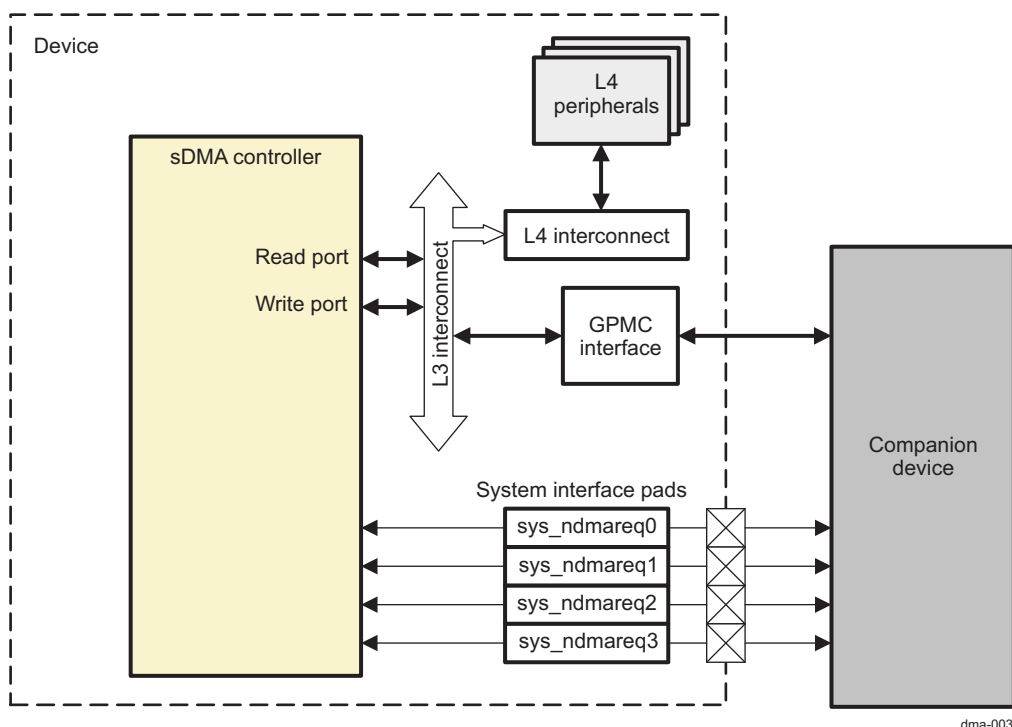 Device
L4
peripherals
sDMA controller
L4 interconnect
Read port
Write port
L3 interconnect
GPMC
interface
Companion
device
System interface pads
sys_ndmareq0
sys_ndmareq1
sys_ndmareq2
sys_ndmareq3
dma-003